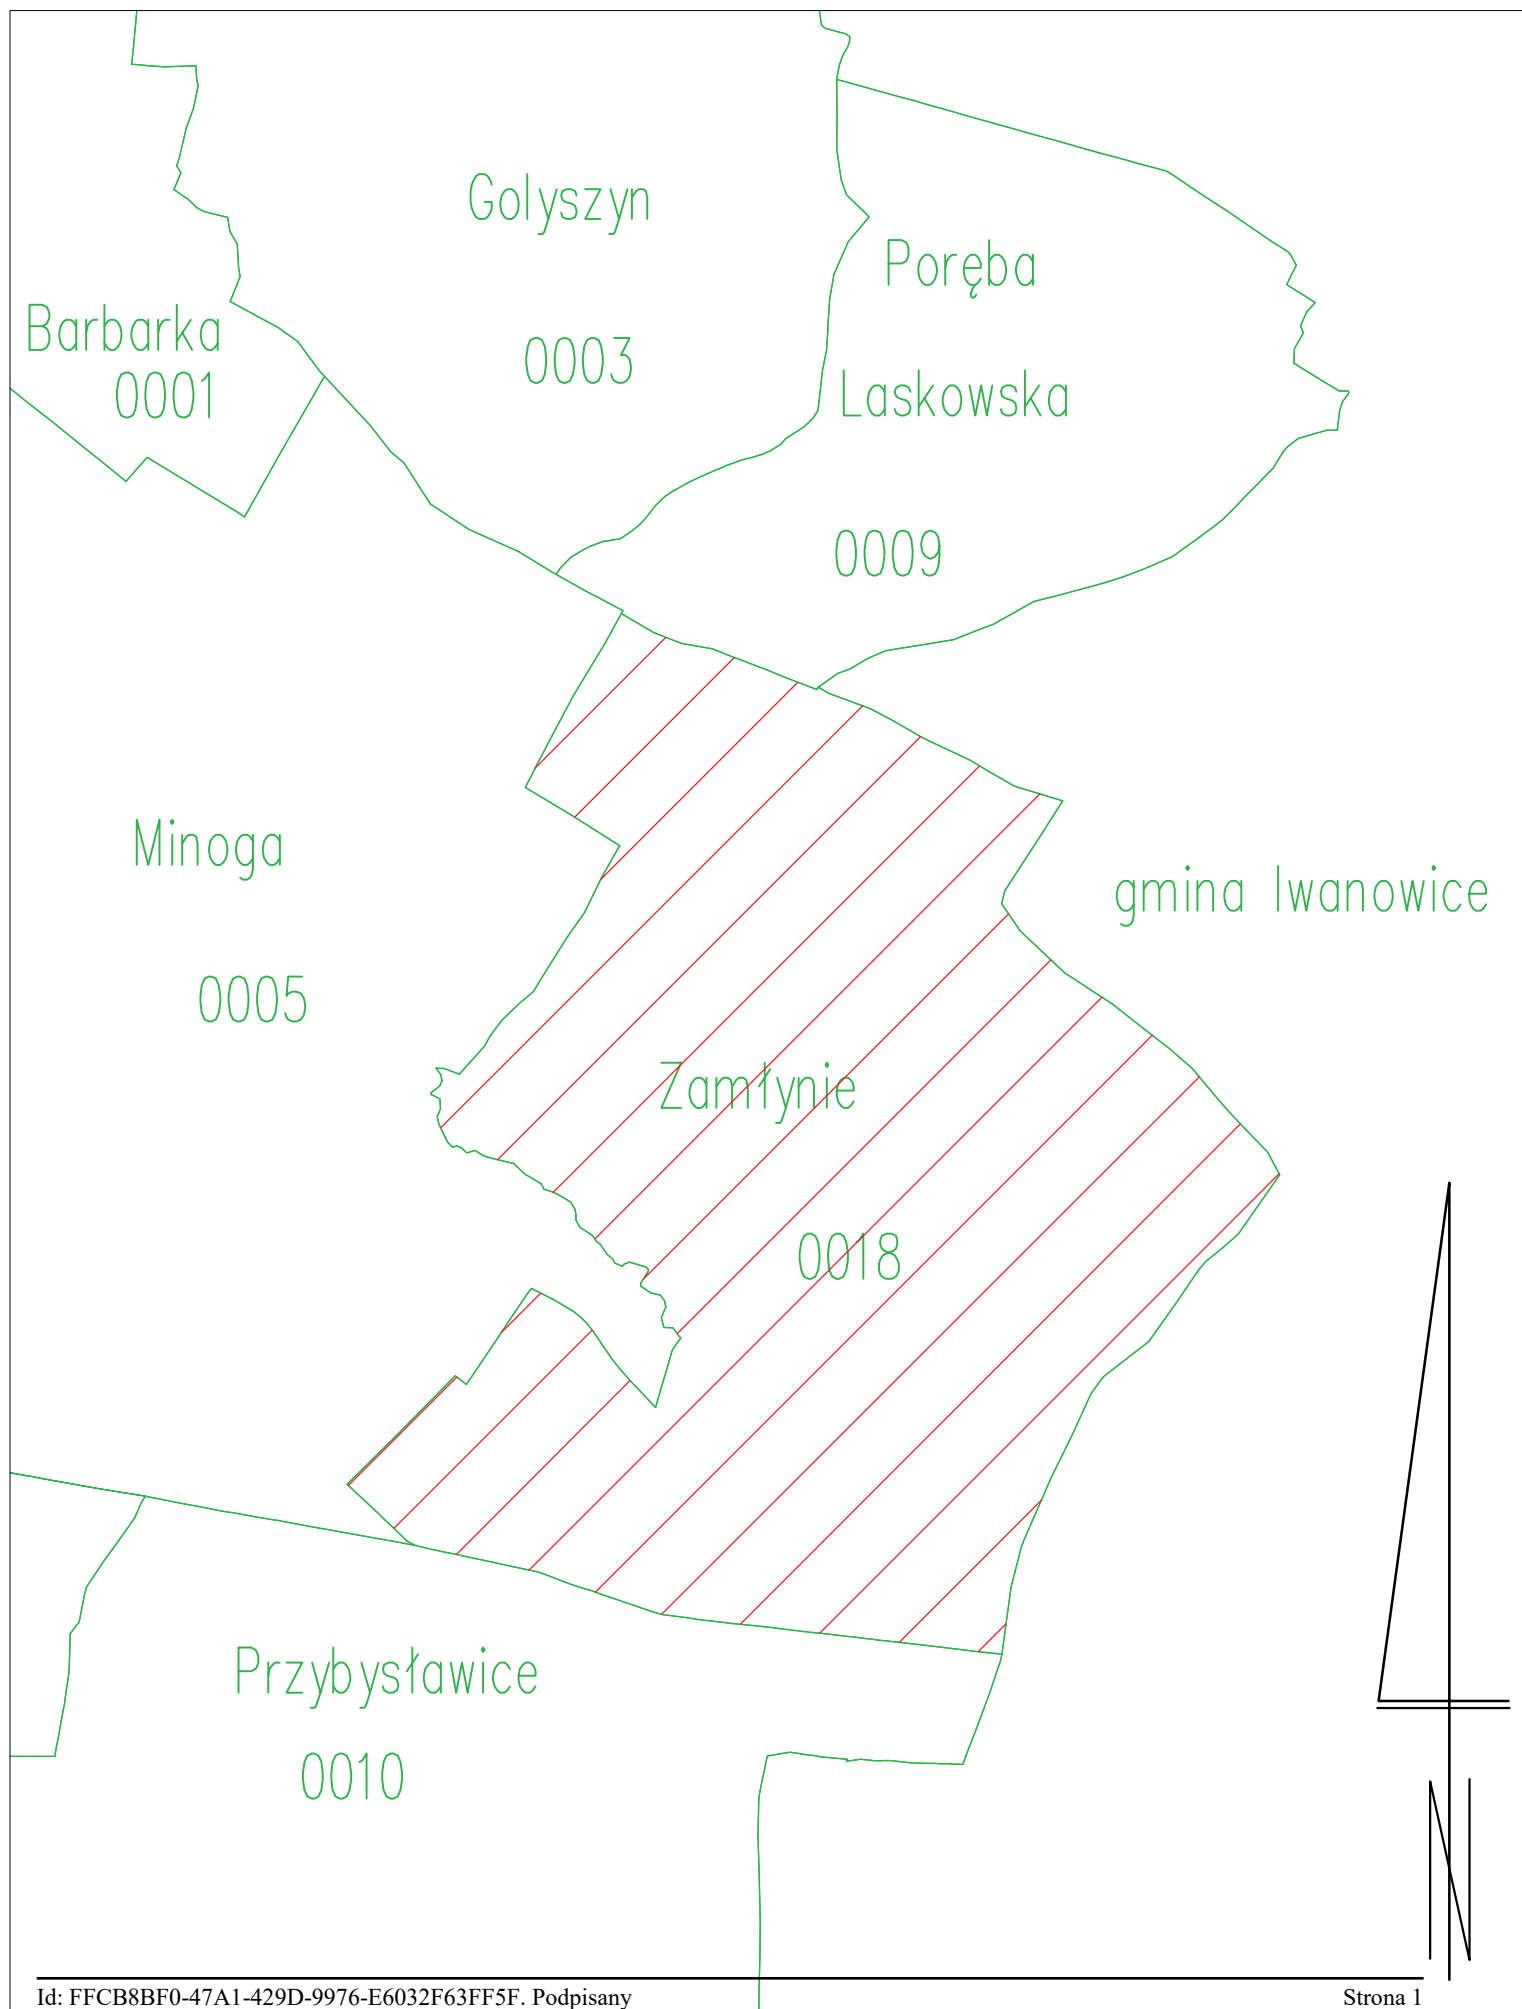 Golyszyn
0003
Poręba
Laskowska
0009
Barbarka
0001
Minoga
0005
gmina Iwanowice
Zamłynie
0018
Przybysławice
0010
N
Id: FFCB8BF0-47A1-429D-9976-E6032F63FF5F. Podpisany
Strona 1